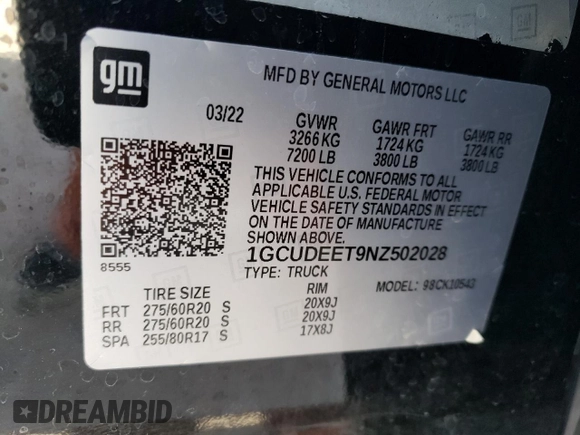 gm
MFD BY GENERAL MOTORS LLC
03/22 GVWR GAWR FRT GAWR RR
3266 KG 1724 KG 1724 KG
7200 LB 3800 LB 3800 LB
THIS VEHICLE CONFORMS TO ALL
APPLICABLE U.S. FEDERAL MOTOR
VEHICLE SAFETY STANDARDS IN EFFECT
ON THE DATE OF MANUFACTURE
SHOWN ABOVE.
8555
1GCUDEET9NZ502028
TYPE: TRUCK MODEL: 98CK10543
TIRE SIZE RIM
FRT 275/60R20 S 20X9J
RR 275/60R20 S 20X9J
SPA 255/80R17 S 17X8J
DREAMBID